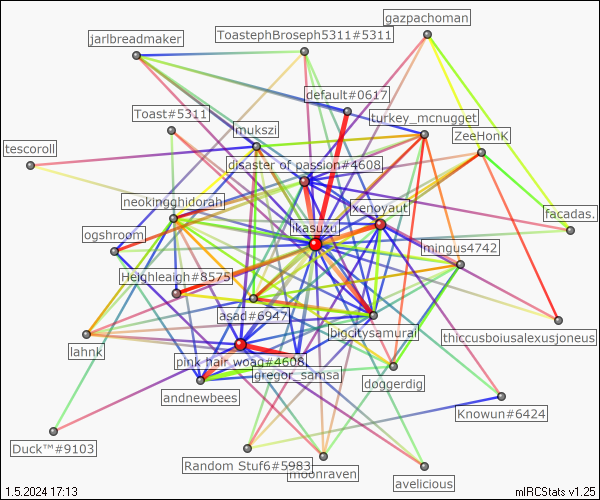 gazpachoman
ToastephBroseph5311#5311
jarlbreadmaker
default#0617
Toast#5311
turkey_mcnugget
mukszi
ZeeHonK
tescoroll
disaster of passion#4608
neokingghidorah
xenoyaut
facadas.
ikasuzu
ogshroom
mingus4742
Heighleaigh#8575
asad#6947
bigcitysamurai
thiccusboiusalexusjoneus
lahnk
pink hair woag#4608
gregor_samsa
doggerdig
andnewbees
Knowun#6424
Duck™#9103
Random Stuf6#5983
moonraven
avelicious
1.5.2024 17:13
mIRCStats v1.25